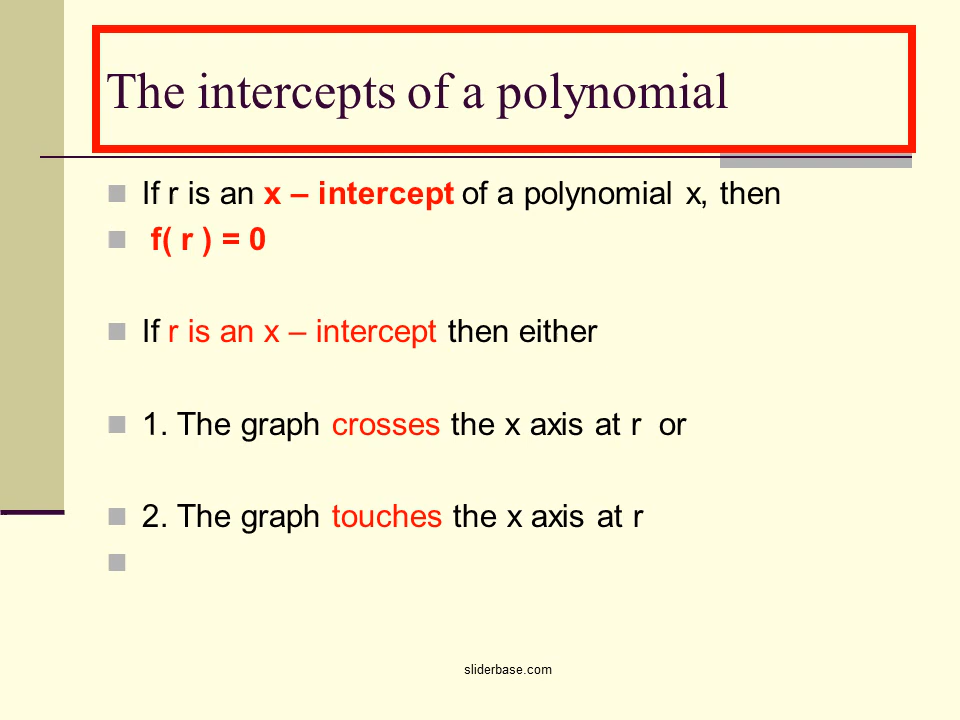 The intercepts of a polynomial
If r is an x – intercept of a polynomial x, then
f( r ) = 0
If r is an x – intercept then either
1. The graph crosses the x axis at r or
2. The graph touches the x axis at r
sliderbase.com